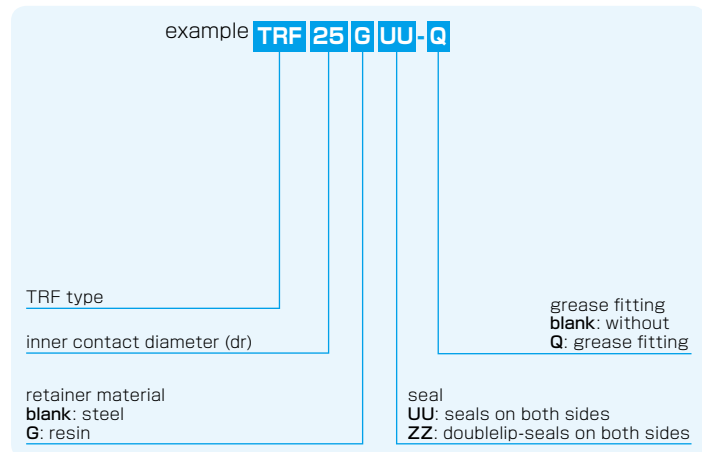 example TRF 25 G UU-Q
TRF type
inner contact diameter (dr)
retainer material
blank: steel
G: resin
grease fitting
blank: without
Q: grease fitting
seal
UU: seals on both sides
ZZ: doublelip-seals on both sides